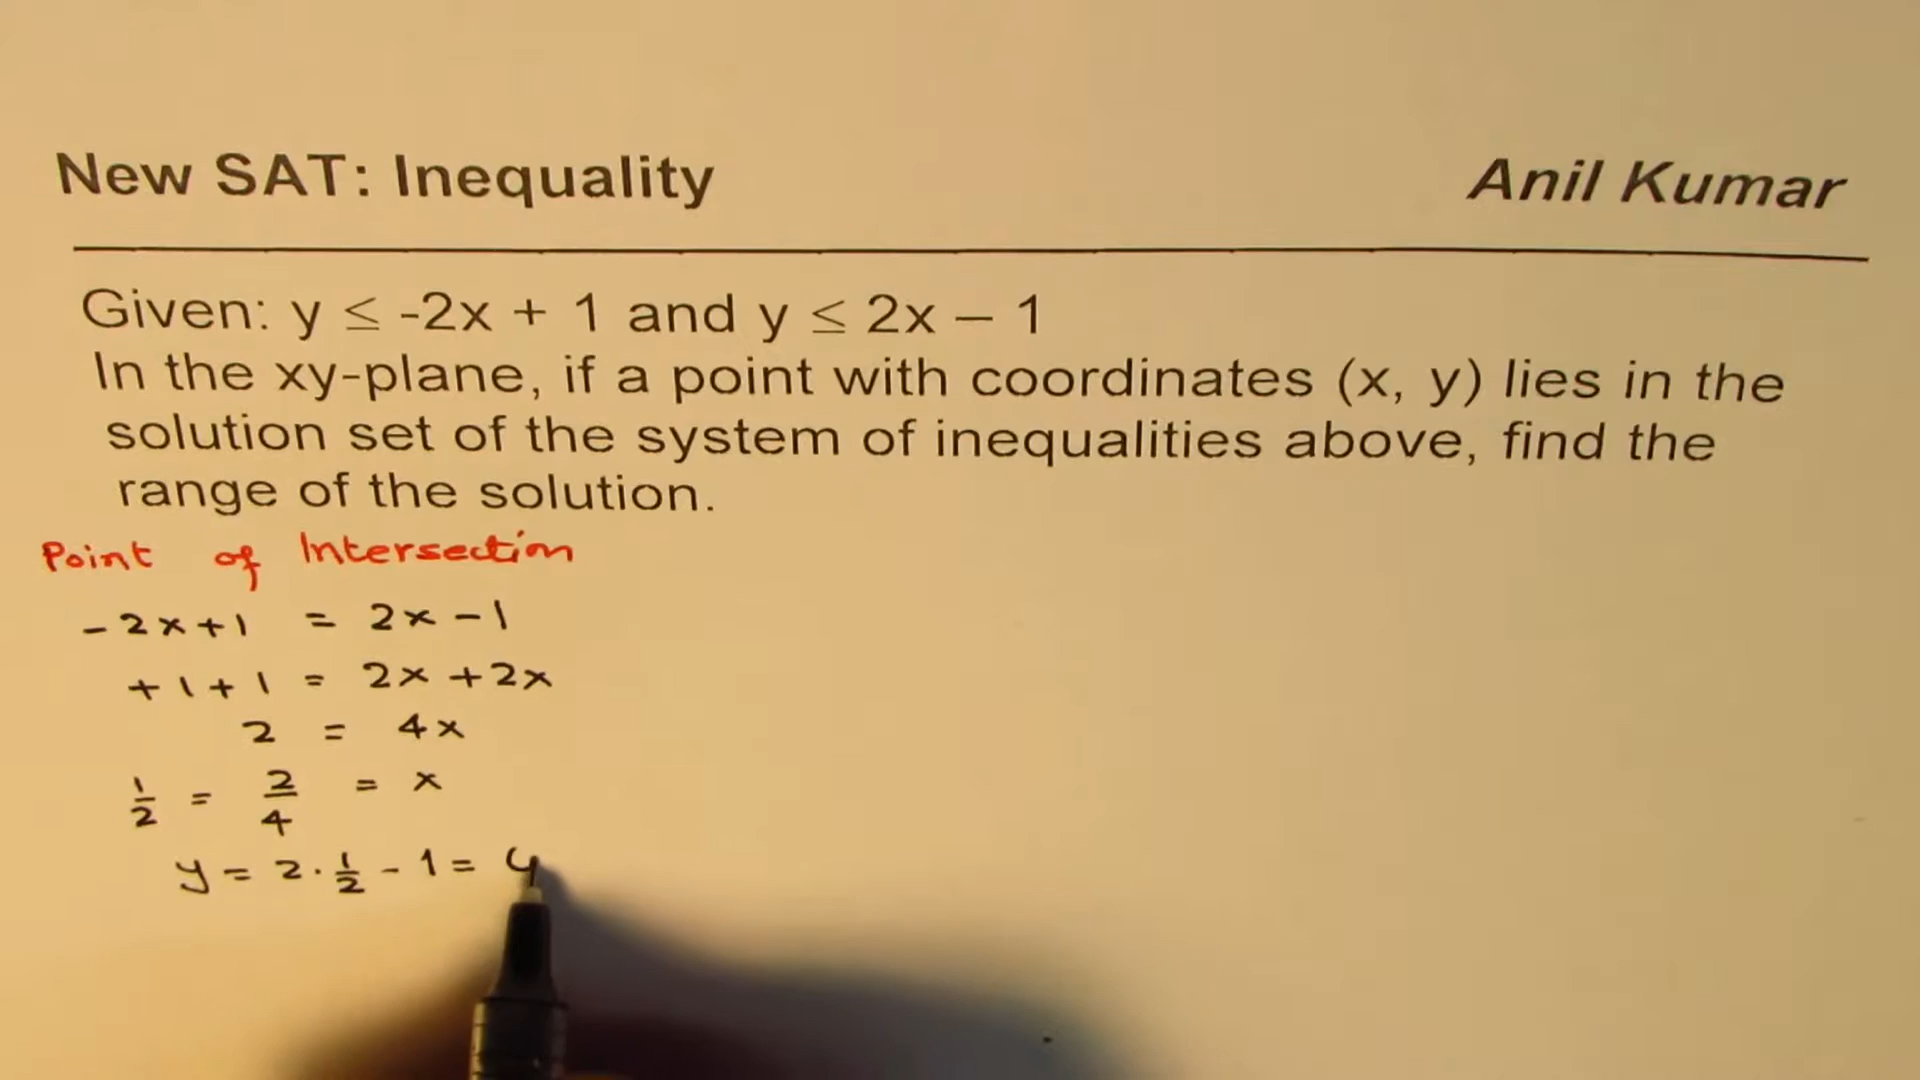 New SAT: Inequality Anil Kumar
Given: y ≤ -2x + 1 and y ≤ 2x – 1
In the xy-plane, if a point with coordinates (x, y) lies in the
solution set of the system of inequalities above, find the
range of the solution.
Point of Intersection
-2x+1 = 2x-1
+1+1 = 2x+2x
2 = 4x
1/2 = 2/4 = x
y = 2·1/2 - 1 =